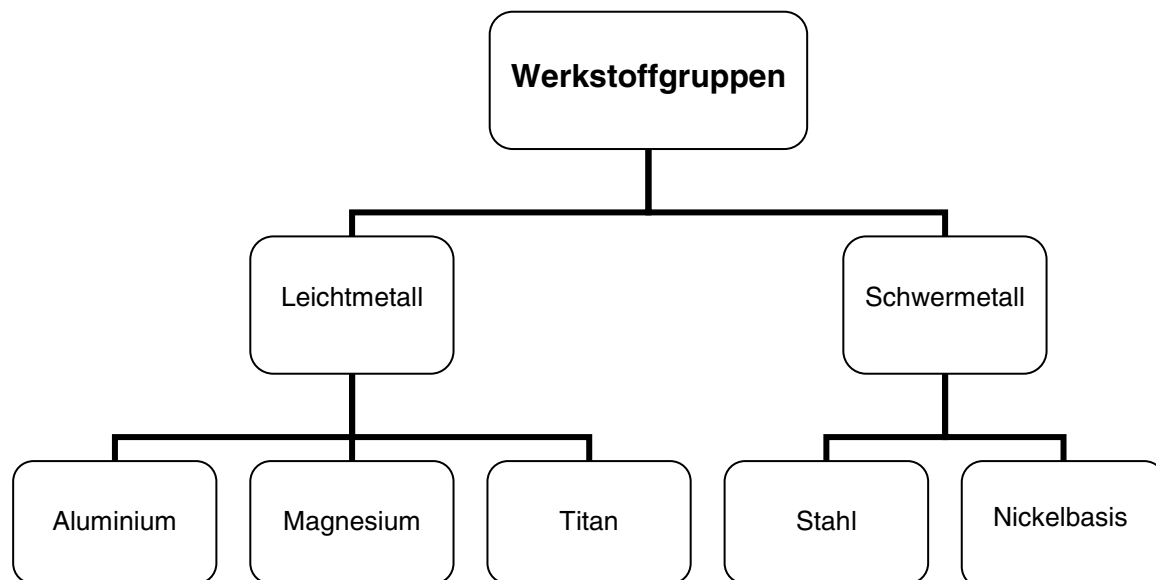 Werkstoffgruppen
Leichtmetall
Schwermetall
Aluminium
Magnesium
Titan
Stahl
Nickelbasis